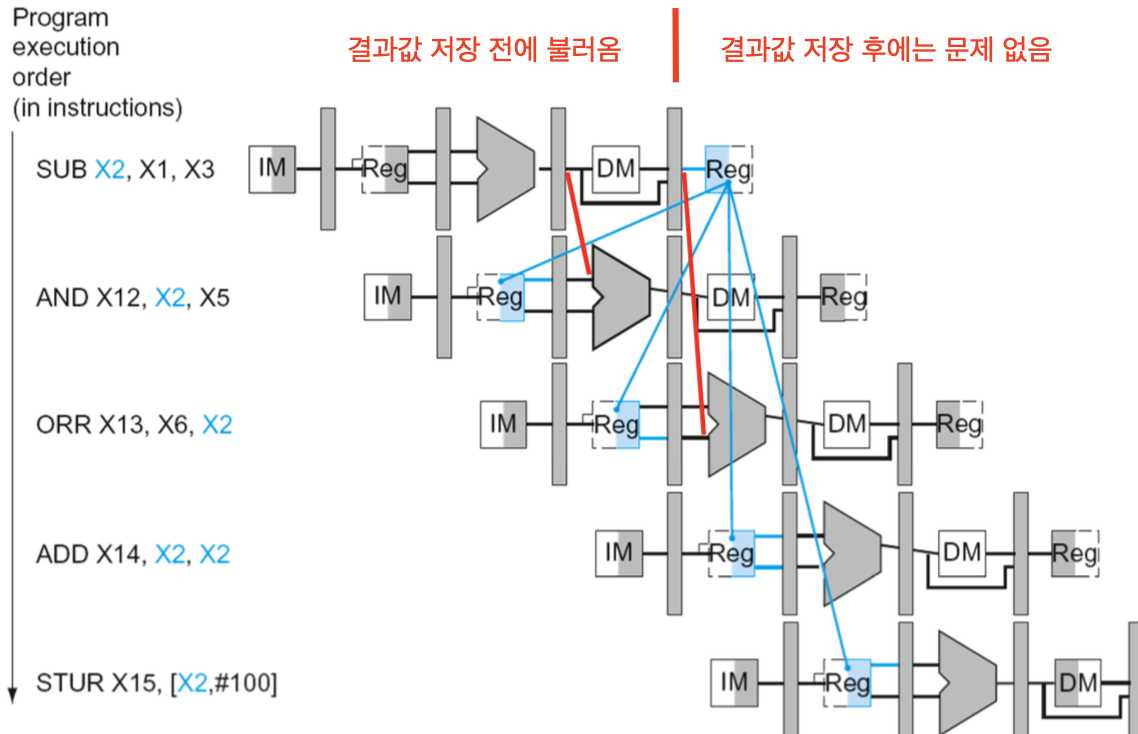 Program
execution
order
(in instructions)
결과값 저장 전에 불러옴
결과값 저장 후에는 문제 없음
SUB X2, X1, X3
IM
Reg
DM
Reg
AND X12, X2, X5
IM
Reg
DM
Reg
ORR X13, X6, X2
IM
Reg
DM
Reg
ADD X14, X2, X2
IM
Reg
DM
Reg
STUR X15, [X2,#100]
IM
Reg
DM